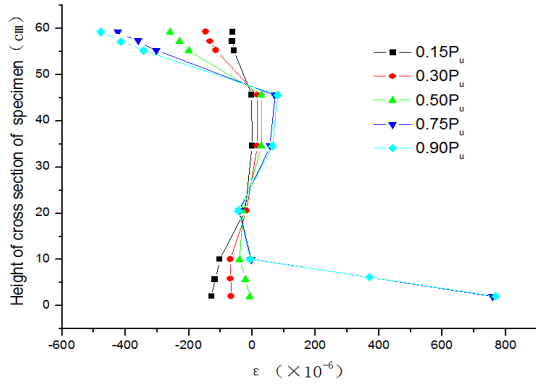 Height of cross section of specimen（cm）
60
50
40
30
20
10
0
-600
-400
-200
0
200
400
600
800
ε （×10⁻⁶）
0.15Pᵤ
0.30Pᵤ
0.50Pᵤ
0.75Pᵤ
0.90Pᵤ